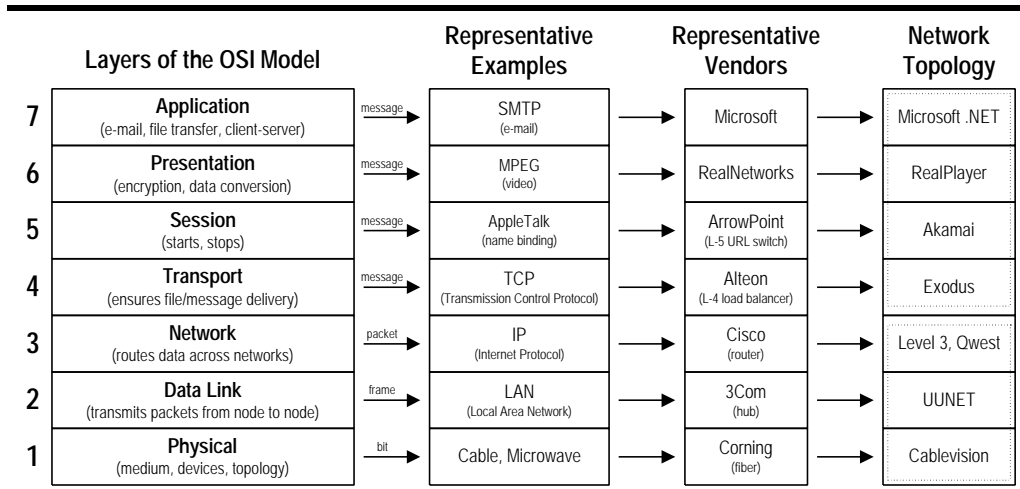 Layers of the OSI Model
Representative
Examples
Representative
Vendors
Network
Topology
7
Application
(e-mail, file transfer, client-server)
message
SMTP
(e-mail)
Microsoft
Microsoft .NET
6
Presentation
(encryption, data conversion)
message
MPEG
(video)
RealNetworks
RealPlayer
5
Session
(starts, stops)
message
AppleTalk
(name binding)
ArrowPoint
(L-5 URL switch)
Akamai
4
Transport
(ensures file/message delivery)
message
TCP
(Transmission Control Protocol)
Alteon
(L-4 load balancer)
Exodus
3
Network
(routes data across networks)
packet
IP
(Internet Protocol)
Cisco
(router)
Level 3, Qwest
2
Data Link
(transmits packets from node to node)
frame
LAN
(Local Area Network)
3Com
(hub)
UUNET
1
Physical
(medium, devices, topology)
bit
Cable, Microwave
Corning
(fiber)
Cablevision